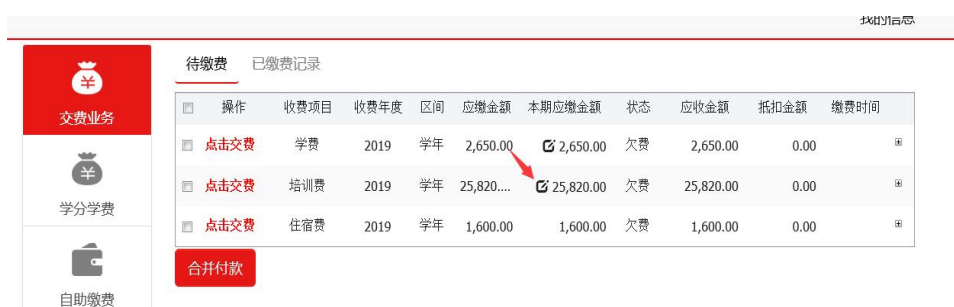 我的信息
待缴费 已缴费记录
交费业务
学分学费
自助缴费
操作 收费项目 收费年度 区间 应缴金额 本期应缴金额 状态 应收金额 抵扣金额 缴费时间
点击交费 学费 2019 学年 2,650.00 2,650.00 欠费 2,650.00 0.00
点击交费 培训费 2019 学年 25,820.... 25,820.00 欠费 25,820.00 0.00
点击交费 住宿费 2019 学年 1,600.00 1,600.00 欠费 1,600.00 0.00
合并付款